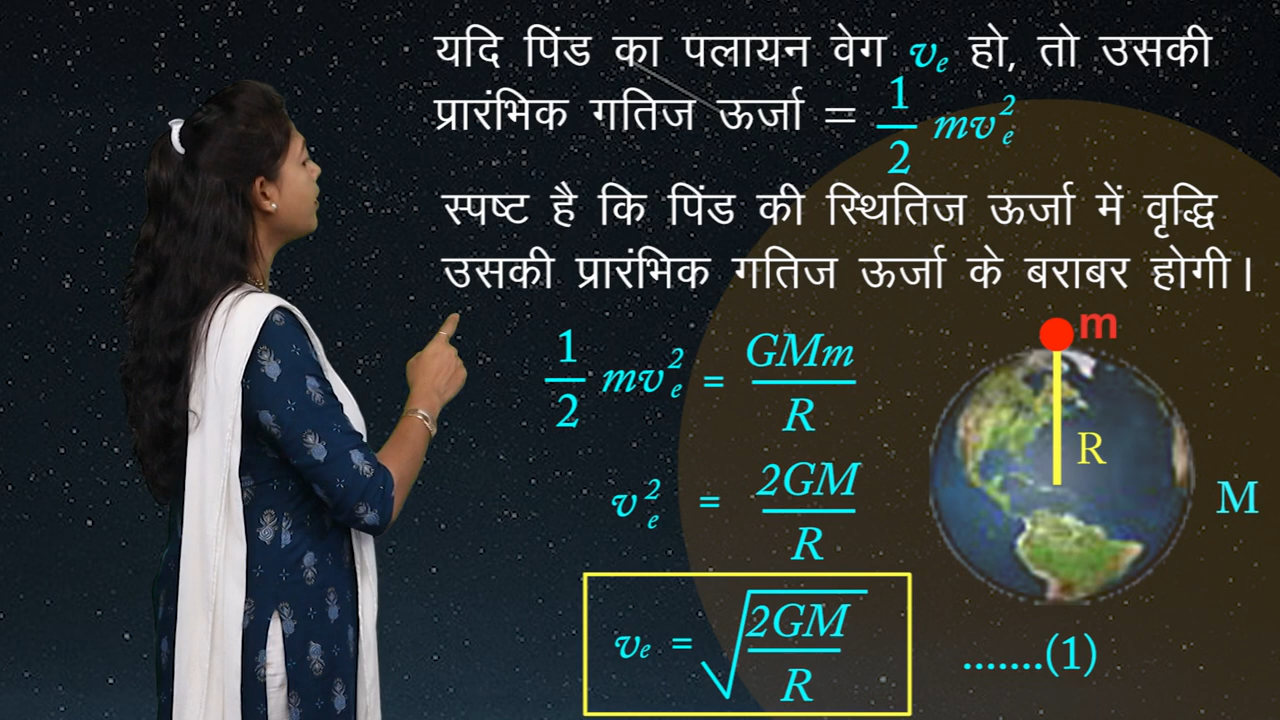 यदि पिंड का पलायन वेग vₑ हो, तो उसकी
प्रारंभिक गतिज ऊर्जा = 1/2 mvₑ²
स्पष्ट है कि पिंड की स्थितिज ऊर्जा में वृद्धि
उसकी प्रारंभिक गतिज ऊर्जा के बराबर होगी।
m
1/2 mvₑ² = GMm/R
R
vₑ² = 2GM/R
M
vₑ = √(2GM/R) .......(1)